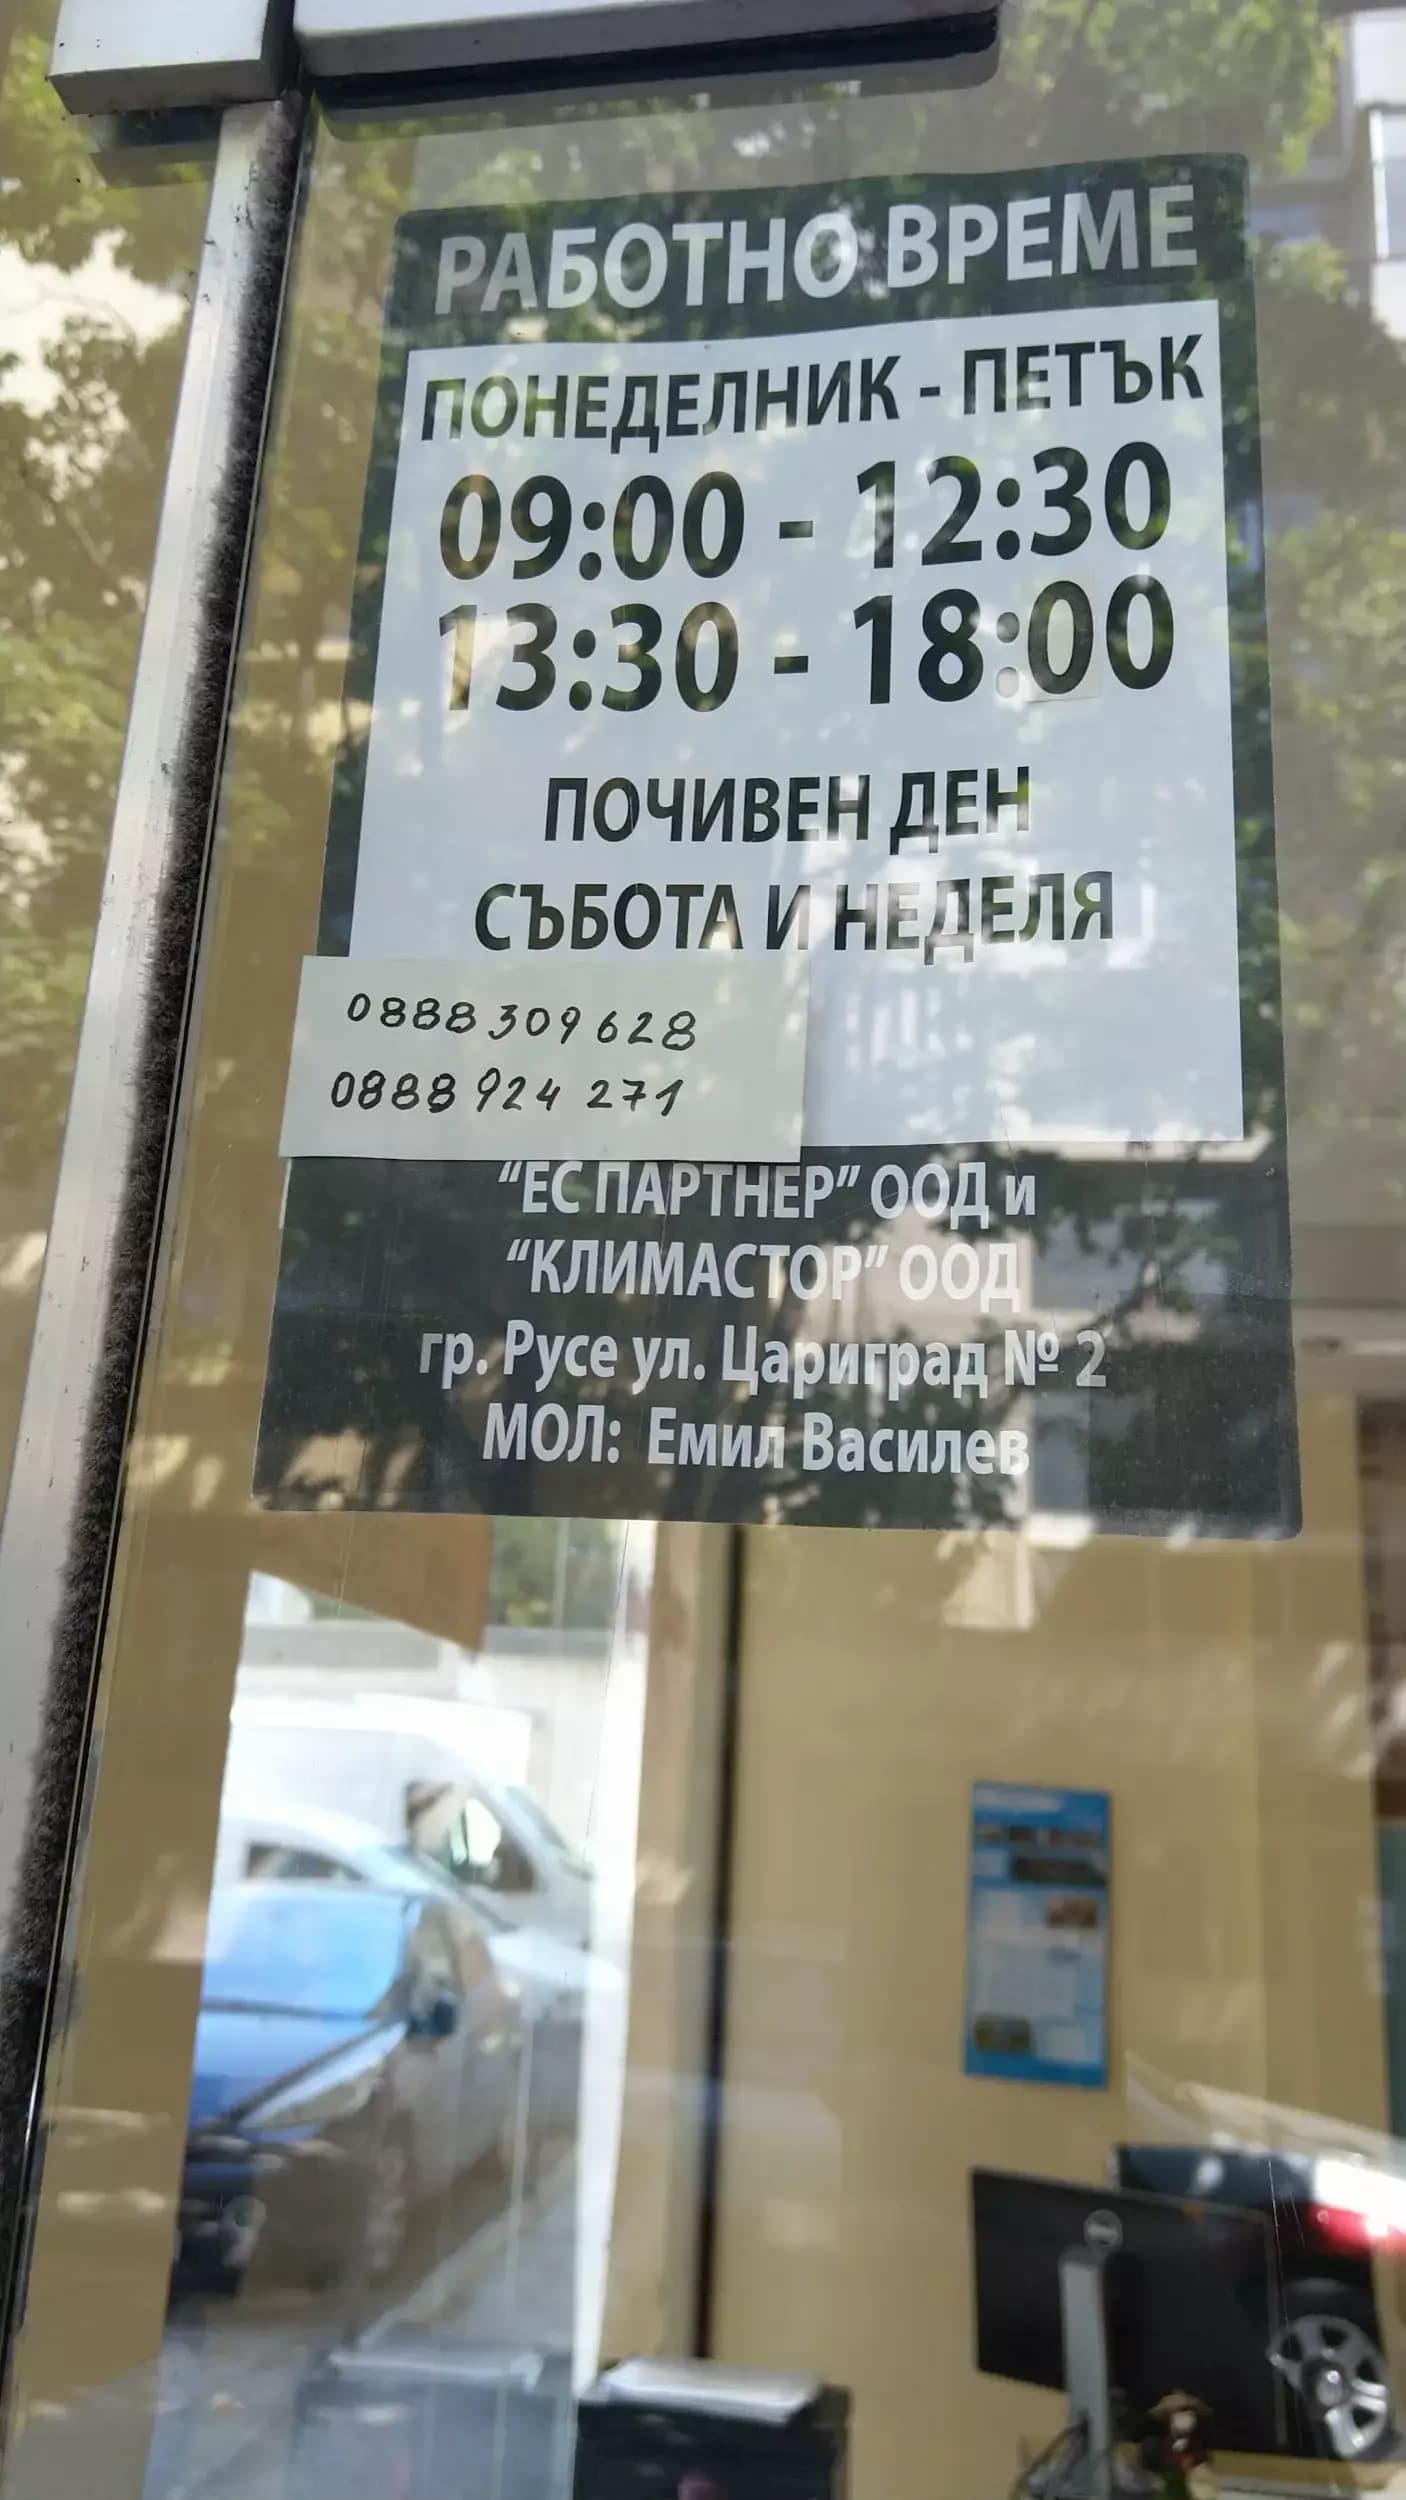 РАБОТНО ВРЕМЕ
ПОНЕДЕЛНИК - ПЕТЪК
09:00 - 12:30
13:30 - 18:00
ПОЧИВЕН ДЕН
СЪБОТА И НЕДЕЛЯ
0888 309 628
0888 924 271
“ЕС ПАРТНЕР” ООД и
“КЛИМАСТОР” ООД
гр. Русе ул. Цариград № 2
МОЛ: Емил Василев